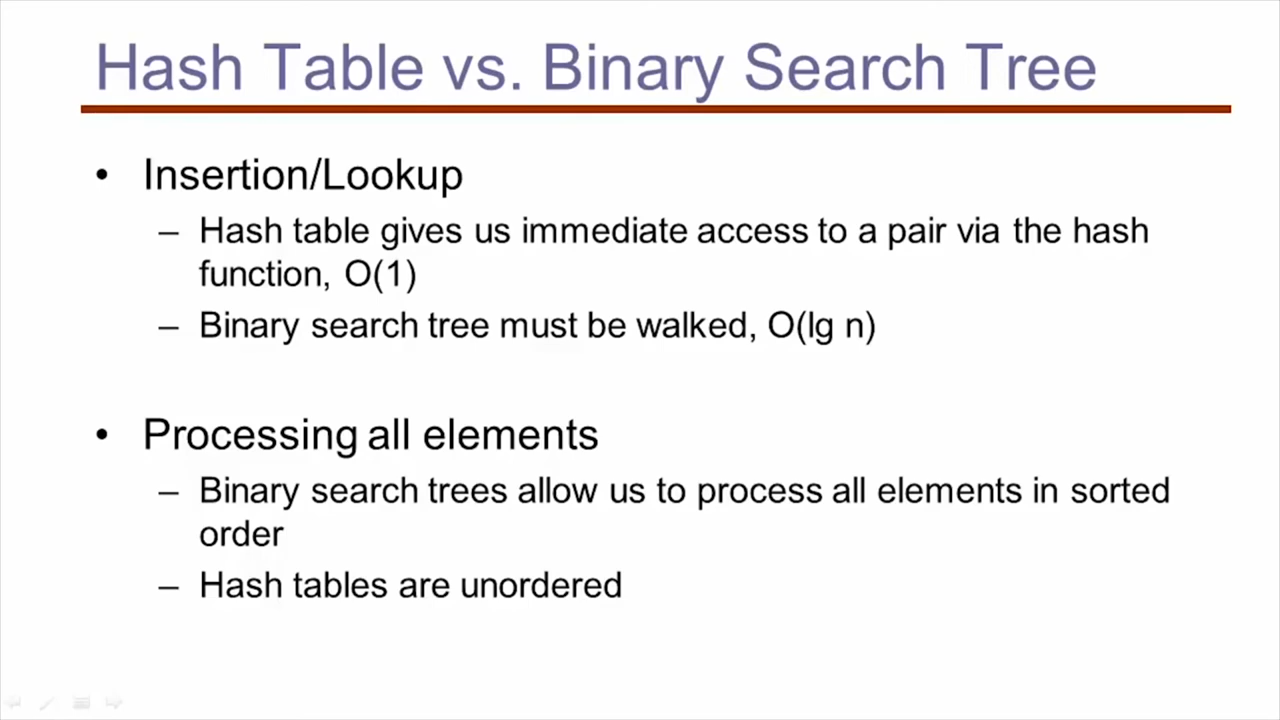 Hash Table vs. Binary Search Tree
• Insertion/Lookup
– Hash table gives us immediate access to a pair via the hash
function, O(1)
– Binary search tree must be walked, O(lg n)
• Processing all elements
– Binary search trees allow us to process all elements in sorted
order
– Hash tables are unordered